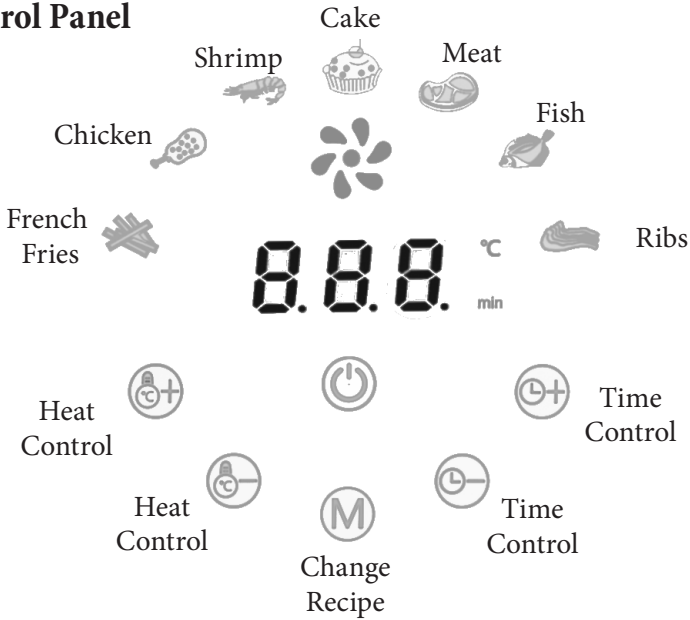 rol Panel
Cake
Shrimp
Meat
Chicken
Fish
French
Fries
Ribs
8.8.8.
℃
min
℃+
+
Heat
Control
Time
Control
℃−
−
Heat
Control
M
Time
Control
Change
Recipe